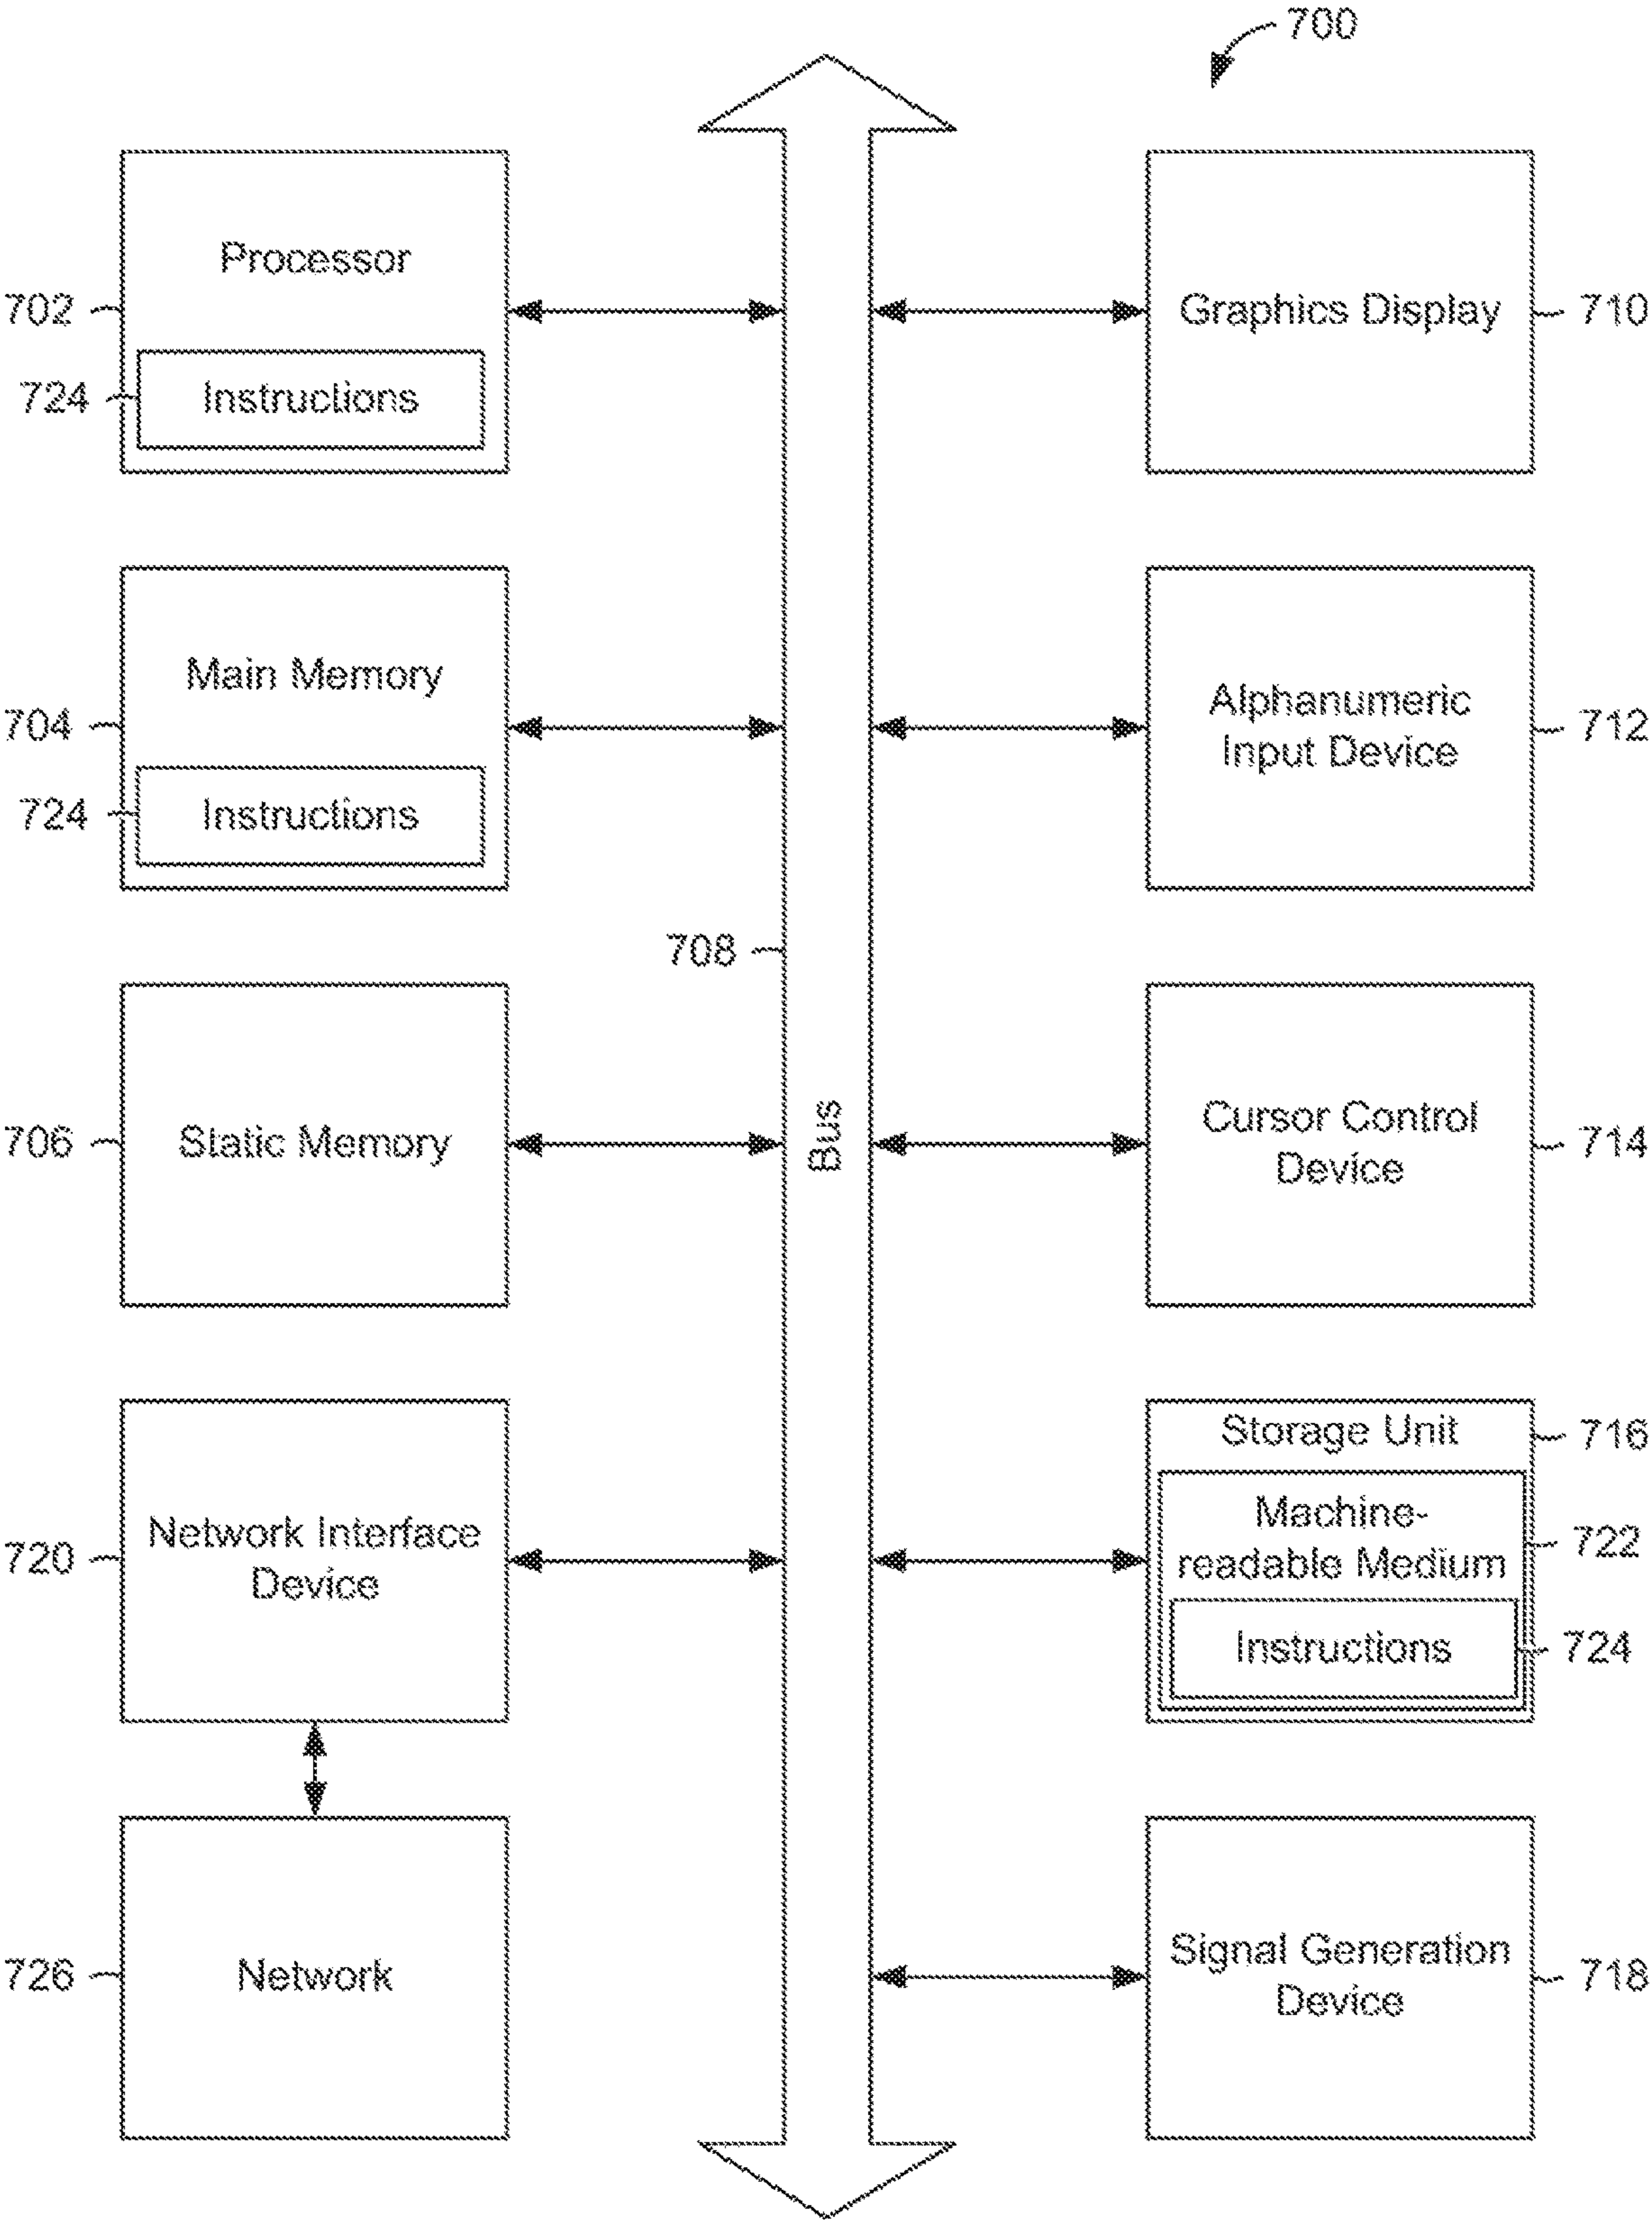 700
Processor
702
724
Instructions
Graphics Display
710
Main Memory
704
724
Instructions
Alphanumeric
Input Device
712
708
Bus
706
Static Memory
Cursor Control
Device
714
720
Network Interface
Device
Storage Unit
716
Machine-
readable Medium
722
Instructions
724
726
Network
Signal Generation
Device
718